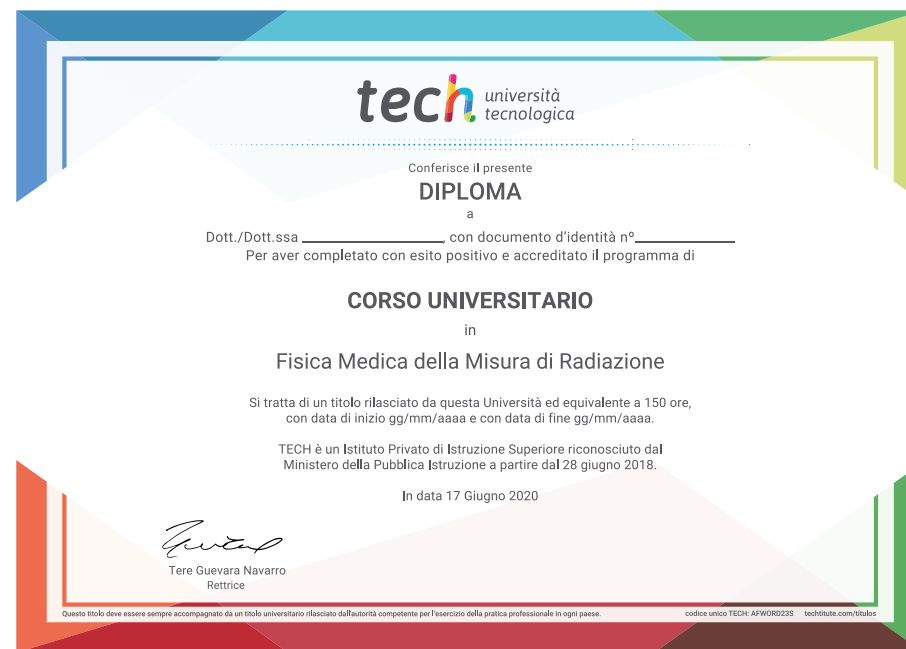 tech università
tecnologica
Conferisce il presente
DIPLOMA
a
Dott./Dott.ssa ________________, con documento d'identità nº____________
Per aver completato con esito positivo e accreditato il programma di
CORSO UNIVERSITARIO
in
Fisica Medica della Misura di Radiazione
Si tratta di un titolo rilasciato da questa Università ed equivalente a 150 ore,
con data di inizio gg/mm/aaaa e con data di fine gg/mm/aaaa.
TECH è un Istituto Privato di Istruzione Superiore riconosciuto dal
Ministero della Pubblica Istruzione a partire dal 28 giugno 2018.
In data 17 Giugno 2020
Tere Guevara Navarro
Rettrice
Questo titolo deve essere sempre accompagnato da un titolo universitario rilasciato dall'autorità competente per l'esercizio della pratica professionale in ogni paese. codice unico TECH: AFWORD23S techtitute.com/titulos